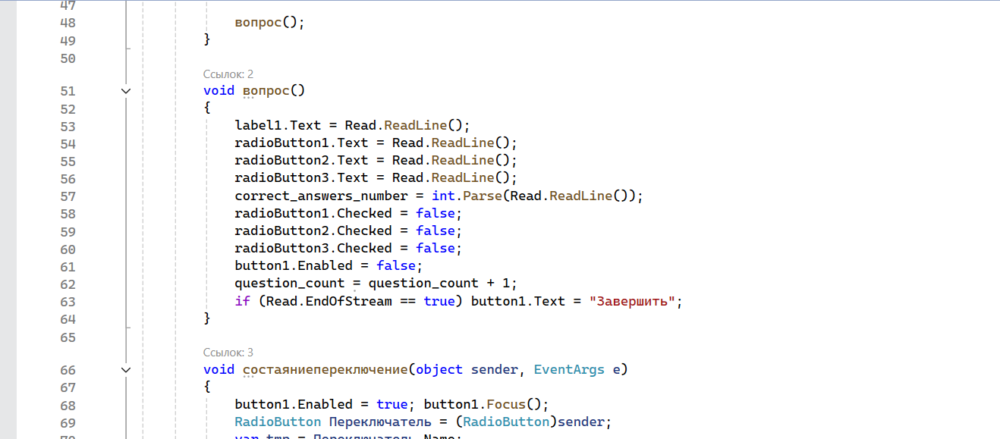 47
48 вопрос();
49 }
50
Ссылок: 2
51 void вопрос()
52 {
53 label1.Text = Read.ReadLine();
54 radioButton1.Text = Read.ReadLine();
55 radioButton2.Text = Read.ReadLine();
56 radioButton3.Text = Read.ReadLine();
57 correct_answers_number = int.Parse(Read.ReadLine());
58 radioButton1.Checked = false;
59 radioButton2.Checked = false;
60 radioButton3.Checked = false;
61 button1.Enabled = false;
62 question_count = question_count + 1;
63 if (Read.EndOfStream == true) button1.Text = "Завершить";
64 }
65
Ссылок: 3
66 void состаяниепереключение(object sender, EventArgs e)
67 {
68 button1.Enabled = true; button1.Focus();
69 RadioButton Переключатель = (RadioButton)sender;
70 var tmp = Переключатель.Name;